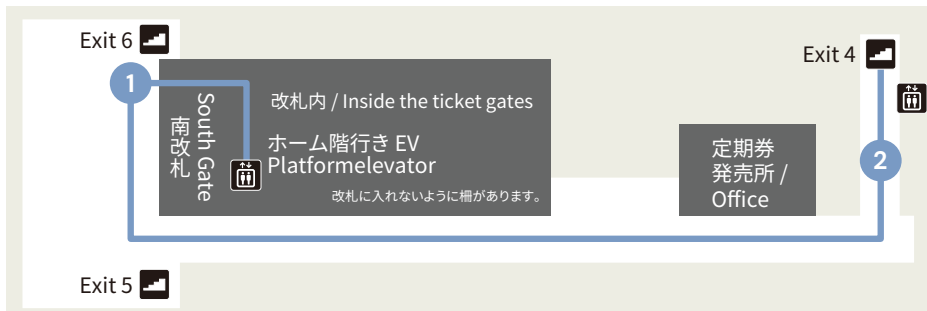 Exit 6
Exit 4
1
改札内 / Inside the ticket gates
South Gate
南改札
ホーム階行き EV
Platformelevator
改札に入れないように柵があります。
定期券
発売所 /
Office
2
Exit 5